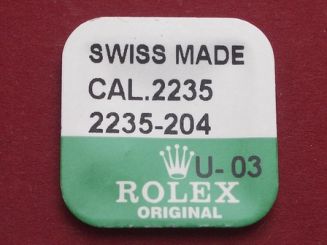 SWISS MADE
CAL.2235
2235-204
U- 03
ROLEX
ORIGINAL